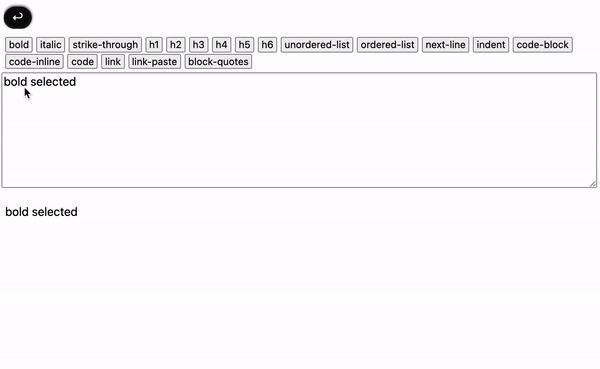 ↩
bold italic strike-through h1 h2 h3 h4 h5 h6 unordered-list ordered-list next-line indent code-block
code-inline code link link-paste block-quotes
bold selected
bold selected